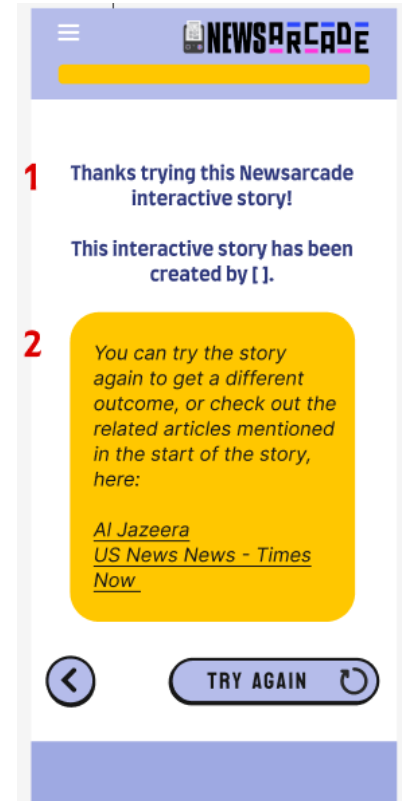 NEWSARCADE
1
Thanks trying this Newsarcade
interactive story!
This interactive story has been
created by [ ].
2
You can try the story
again to get a different
outcome, or check out the
related articles mentioned
in the start of the story,
here:
Al Jazeera
US News News - Times
Now
TRY AGAIN